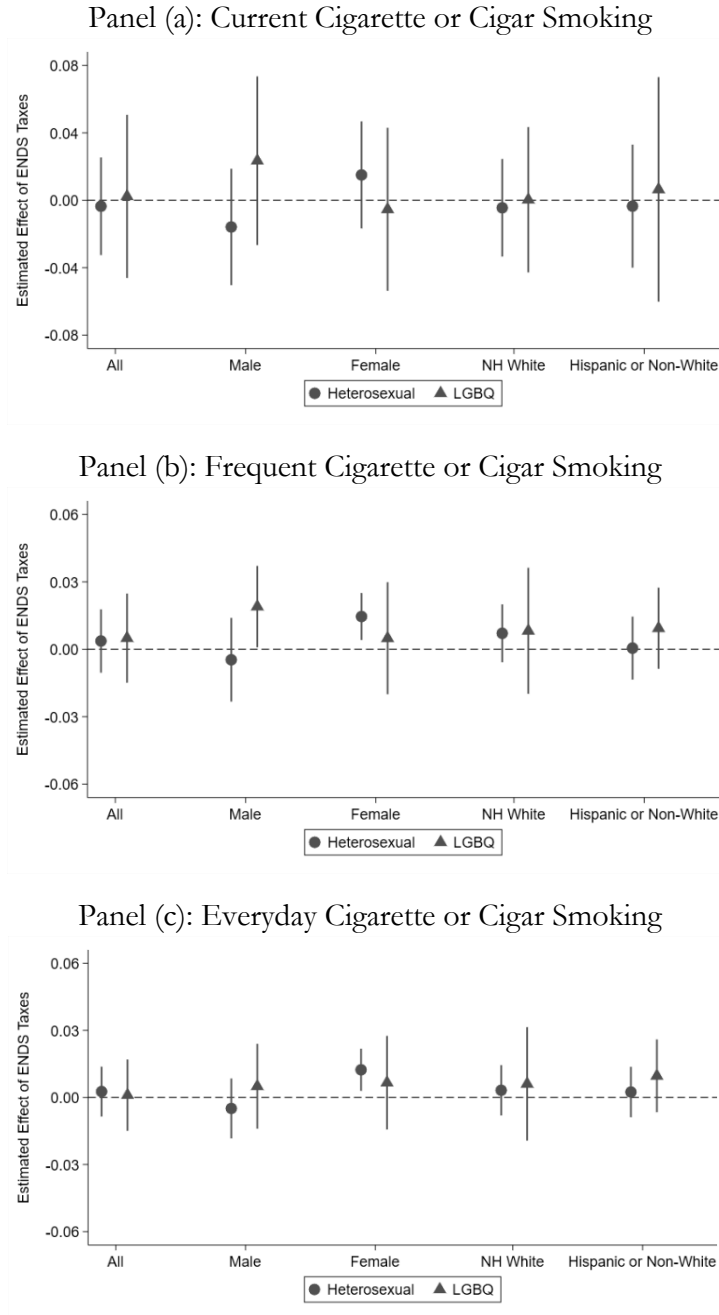 Panel (a): Current Cigarette or Cigar Smoking
Estimated Effect of ENDS Taxes
0.08
0.04
0.00
-0.04
-0.08
All Male Female NH White Hispanic or Non-White
Heterosexual LGBQ
Panel (b): Frequent Cigarette or Cigar Smoking
Estimated Effect of ENDS Taxes
0.06
0.03
0.00
-0.03
-0.06
All Male Female NH White Hispanic or Non-White
Heterosexual LGBQ
Panel (c): Everyday Cigarette or Cigar Smoking
Estimated Effect of ENDS Taxes
0.06
0.03
0.00
-0.03
-0.06
All Male Female NH White Hispanic or Non-White
Heterosexual LGBQ